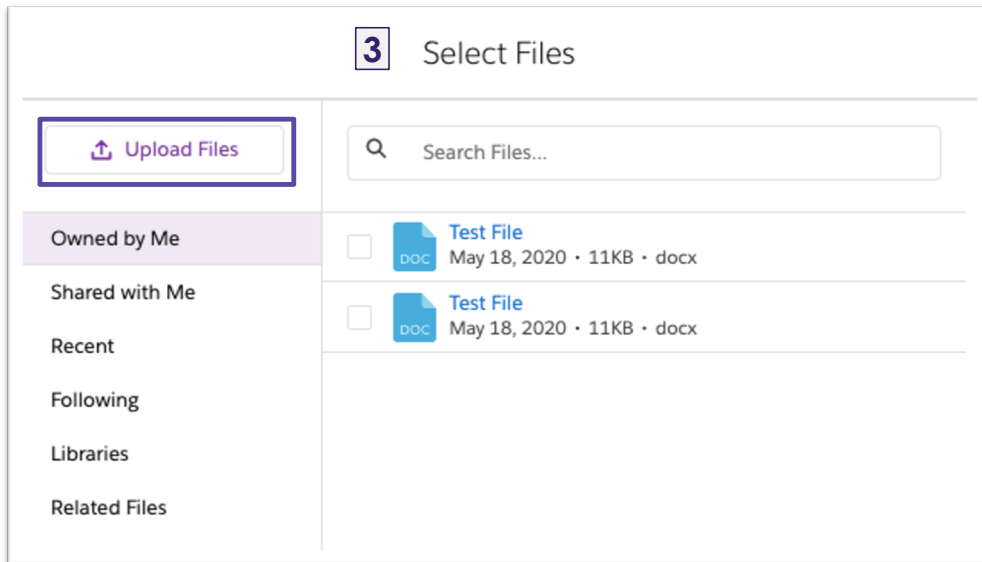 3 Select Files
Upload Files
Search Files...
Owned by Me
Shared with Me
Recent
Following
Libraries
Related Files
DOC
Test File
May 18, 2020 • 11KB • docx
DOC
Test File
May 18, 2020 • 11KB • docx